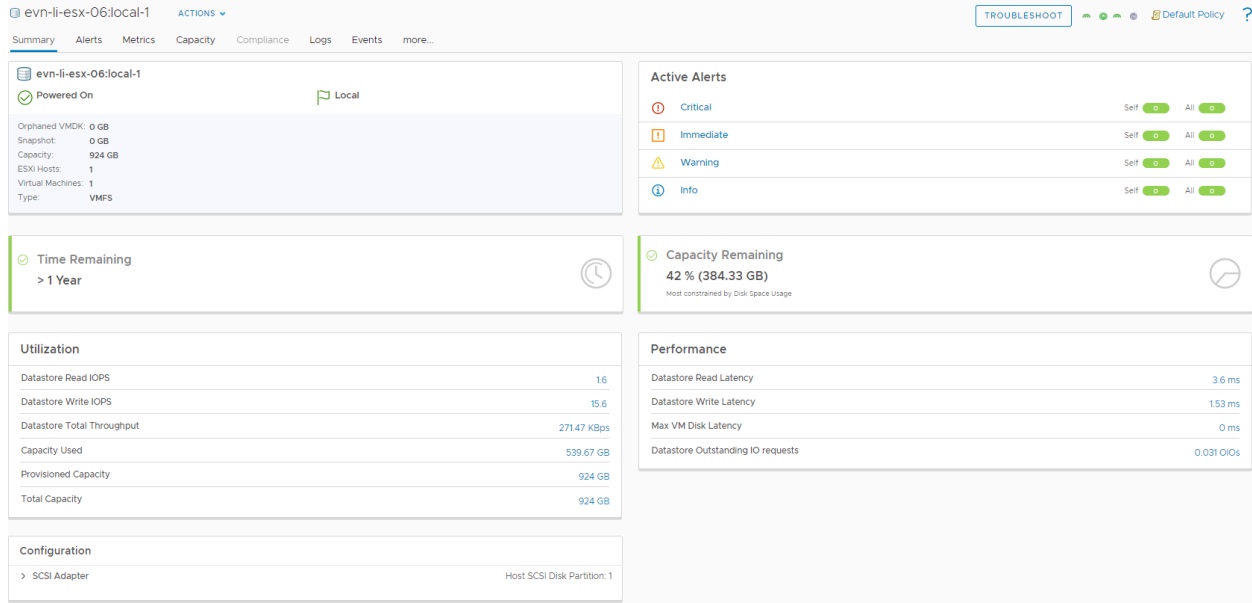 evn-li-esx-06:local-1 ACTIONS TROUBLESHOOT Default Policy ?
Summary Alerts Metrics Capacity Compliance Logs Events more...
evn-li-esx-06:local-1
Powered On Local
Orphaned VMDK: 0 GB
Snapshot: 0 GB
Capacity: 924 GB
ESXi Hosts: 1
Virtual Machines: 1
Type: VMFS
Active Alerts
Critical Self 0 All 0
Immediate Self 0 All 0
Warning Self 0 All 0
Info Self 0 All 0
Time Remaining
> 1 Year
Capacity Remaining
42 % (384.33 GB)
Most constrained by Disk Space Usage
Utilization
Datastore Read IOPS 1.6
Datastore Write IOPS 15.6
Datastore Total Throughput 271.47 KBps
Capacity Used 539.67 GB
Provisioned Capacity 924 GB
Total Capacity 924 GB
Performance
Datastore Read Latency 3.6 ms
Datastore Write Latency 1.53 ms
Max VM Disk Latency 0 ms
Datastore Outstanding IO requests 0.031 OIOs
Configuration
SCSI Adapter Host SCSI Disk Partition: 1